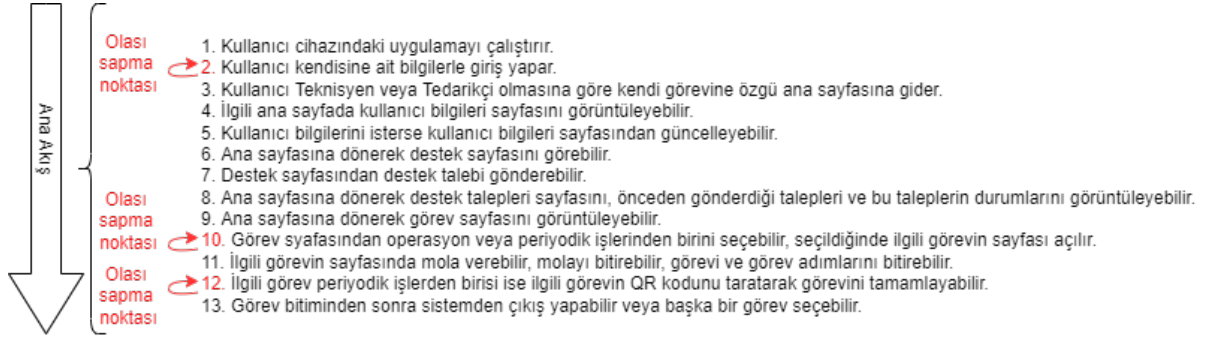 Ana Akış
Olası
sapma
noktası
1. Kullanıcı cihazındaki uygulamayı çalıştırır.
2. Kullanıcı kendisine ait bilgilerle giriş yapar.
3. Kullanıcı Teknisyen veya Tedarikçi olmasına göre kendi görevine özgü ana sayfasına gider.
4. İlgili ana sayfada kullanıcı bilgileri sayfasını görüntüleyebilir.
5. Kullanıcı bilgilerini isterse kullanıcı bilgileri sayfasından güncelleyebilir.
6. Ana sayfasına dönerek destek sayfasını görebilir.
7. Destek sayfasından destek talebi gönderebilir.
Olası
sapma
noktası
8. Ana sayfasına dönerek destek talepleri sayfasını, önceden gönderdiği talepleri ve bu taleplerin durumlarını görüntüleyebilir.
9. Ana sayfasına dönerek görev sayfasını görüntüleyebilir.
10. Görev syafasından operasyon veya periyodik işlerinden birini seçebilir, seçildiğinde ilgili görevin sayfası açılır.
Olası
sapma
noktası
11. İlgili görevin sayfasında mola verebilir, molayı bitirebilir, görevi ve görev adımlarını bitirebilir.
12. İlgili görev periyodik işlerden birisi ise ilgili görevin QR kodunu taratarak görevini tamamlayabilir.
13. Görev bitiminden sonra sistemden çıkış yapabilir veya başka bir görev seçebilir.